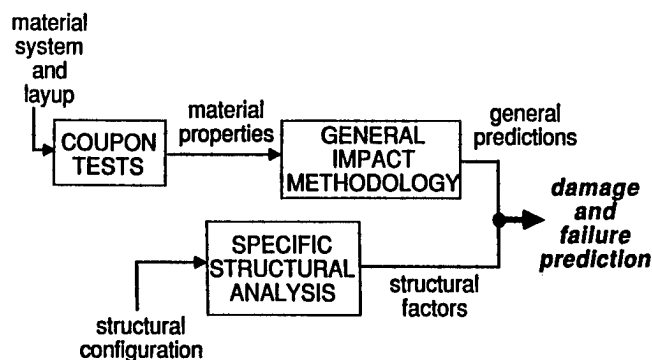 material
system
and
layup
COUPON
TESTS
material
properties
GENERAL
IMPACT
METHODOLOGY
general
predictions
damage
and
failure
prediction
SPECIFIC
STRUCTURAL
ANALYSIS
structural
factors
structural
configuration